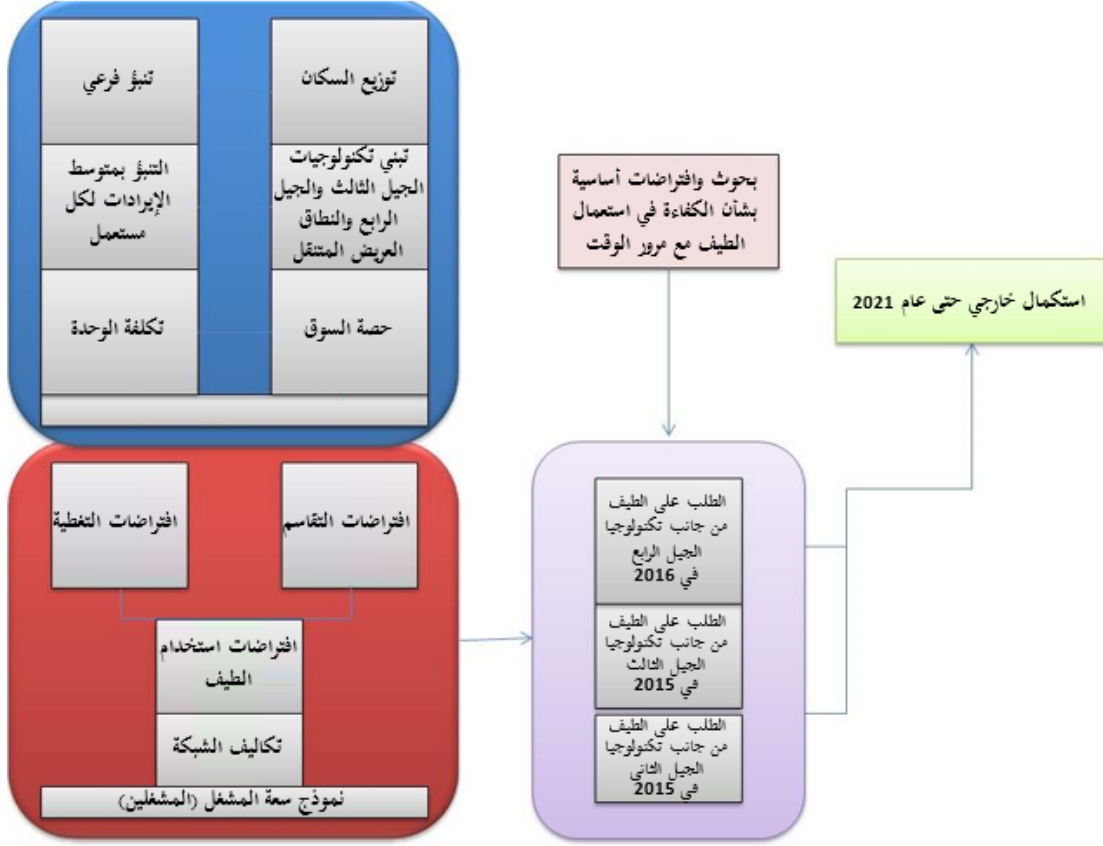 توزيع السكان
تنبؤ فرعي
تبني تكنولوجيات
الجيل الثالث والجيل
الرابع والنطاق
العريض المتنقل
التنبؤ بمتوسط
الإيرادات لكل
مستعمل
حصة السوق
تكلفة الوحدة
بحوث وافتراضات أساسية
بشأن الكفاءة في استعمال
الطيف مع مرور الوقت
استكمال خارجي حتى عام 2021
افتراضات التقاسم
افتراضات التغطية
افتراضات استخدام
الطيف
تكاليف الشبكة
نموذج سعة المشغل (المشغلين)
الطلب على الطيف
من جانب تكنولوجيا
الجيل الرابع
في 2016
الطلب على الطيف
من جانب تكنولوجيا
الجيل الثالث
في 2015
الطلب على الطيف
من جانب تكنولوجيا
الجيل الثاني
في 2015